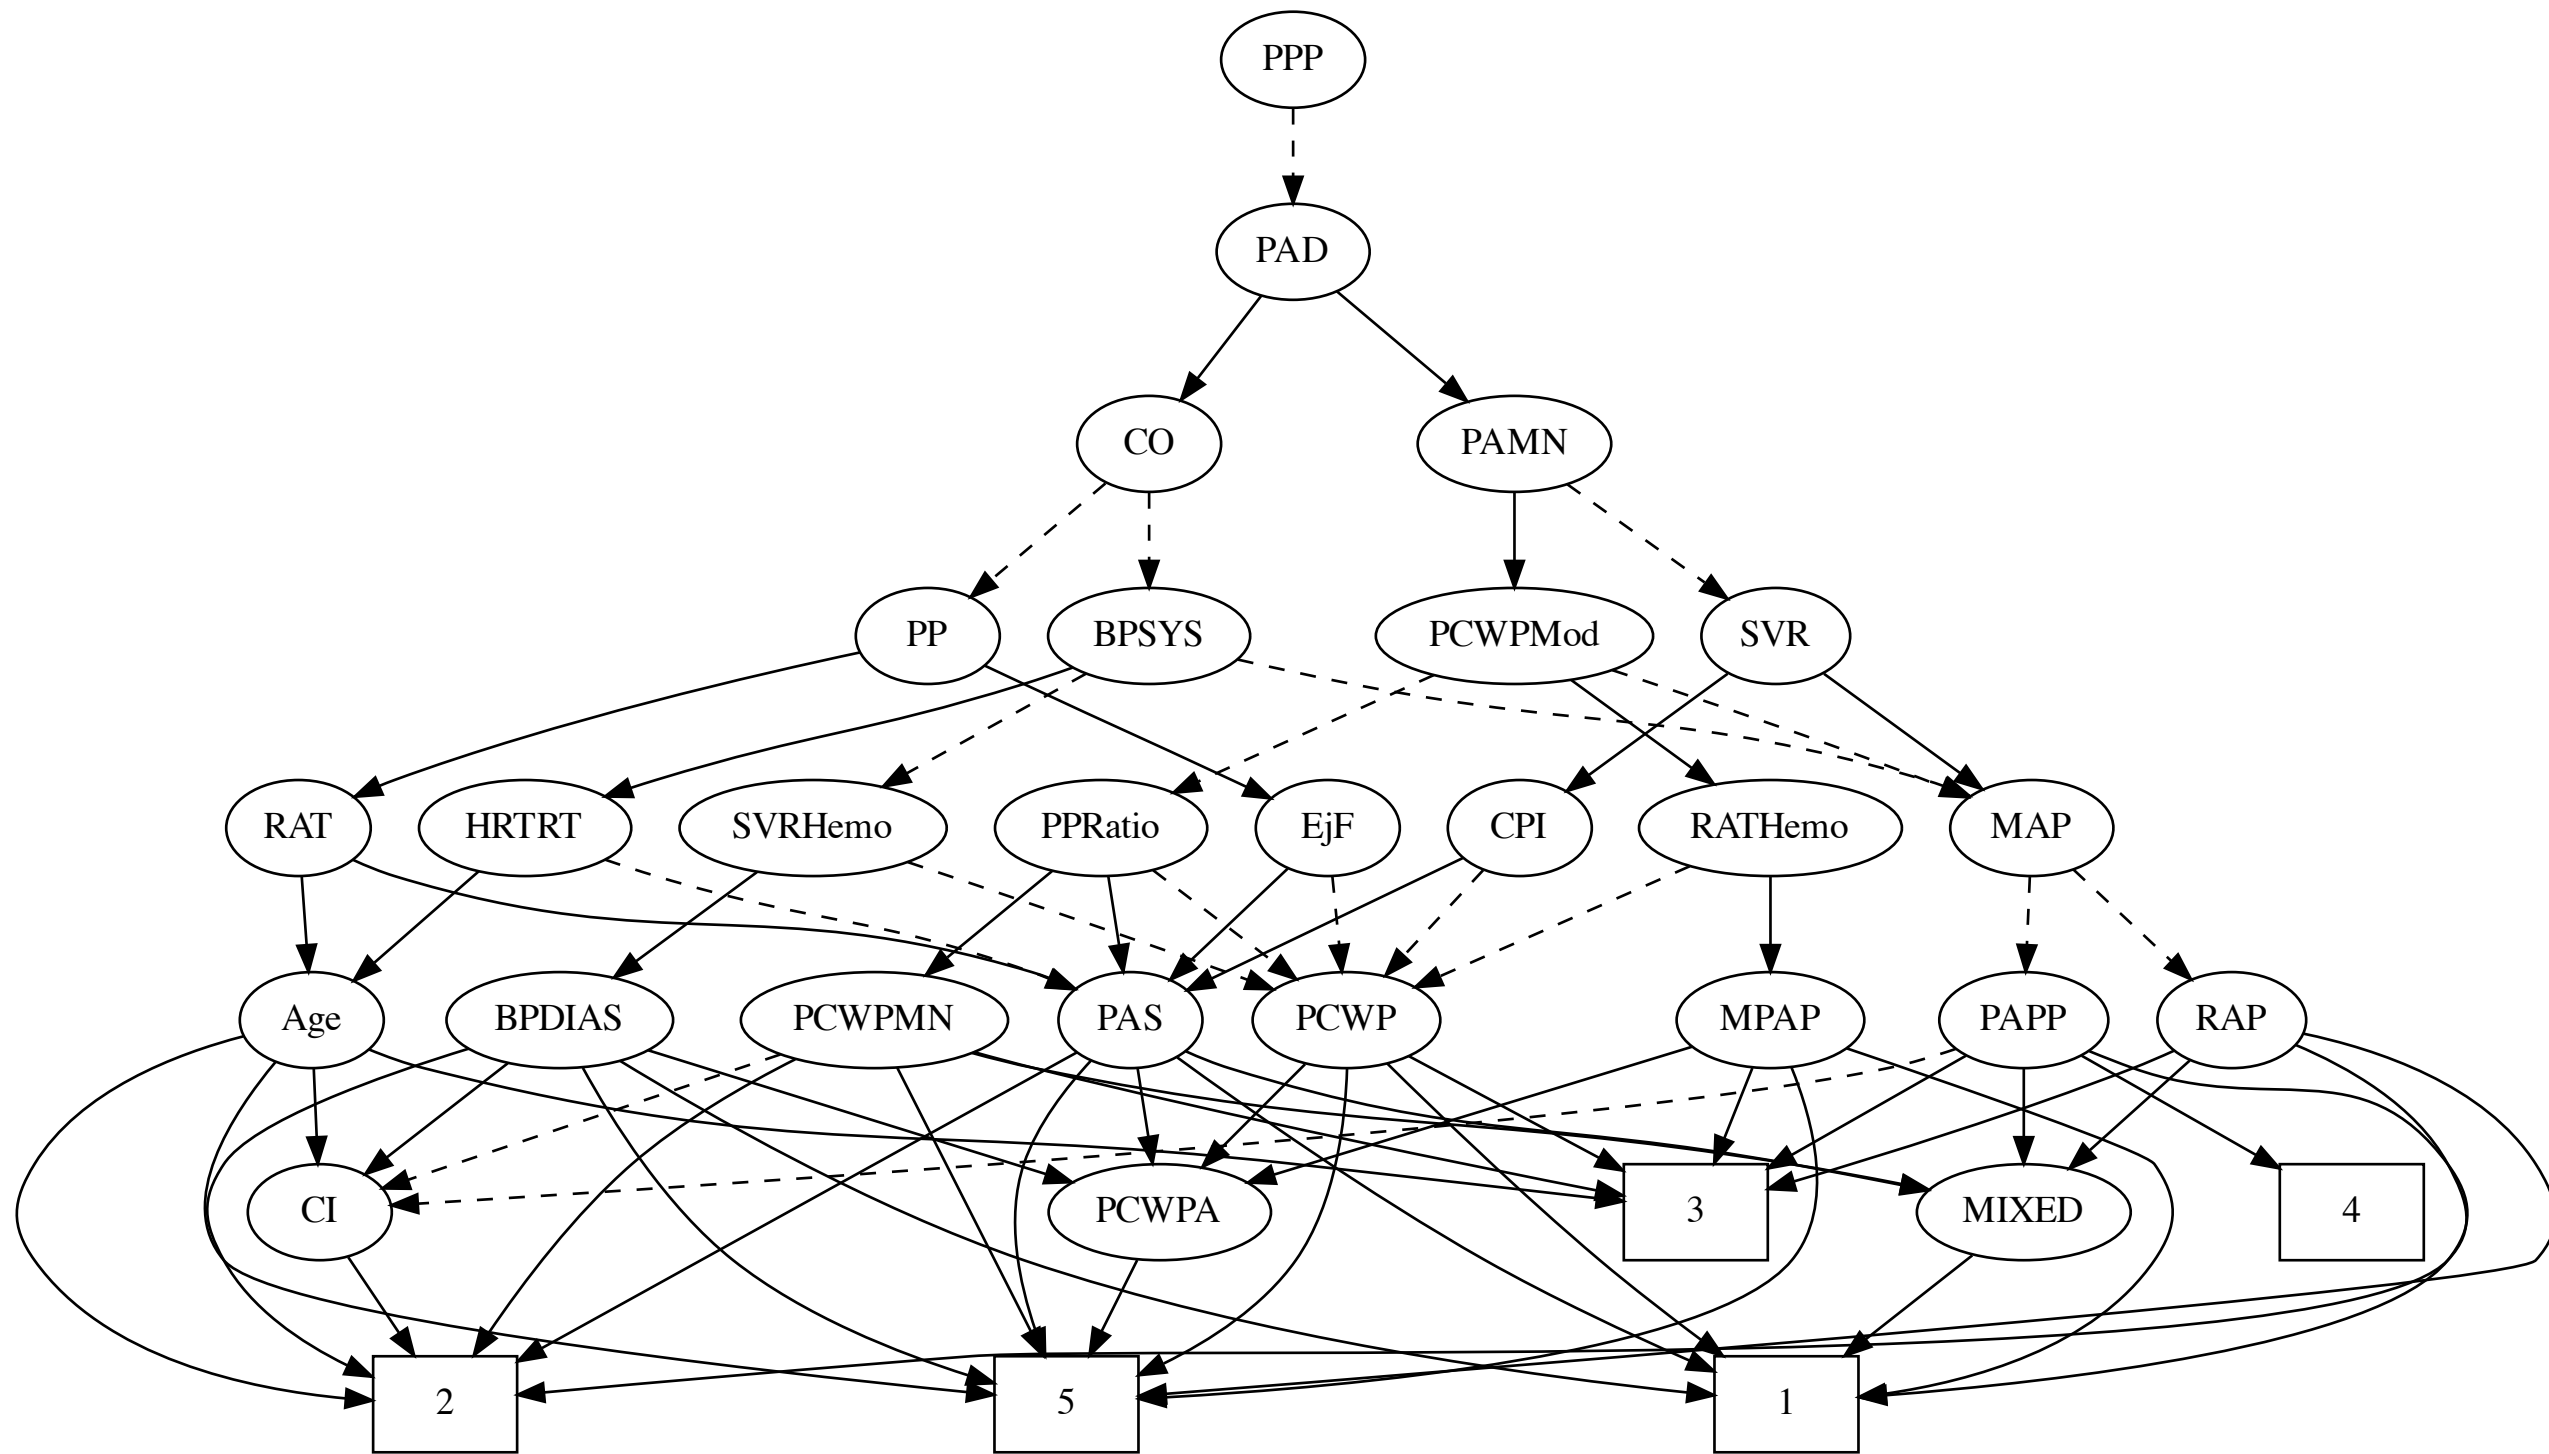 PPP
PAD
CO
PAMN
PP
BPSYS
PCWPMod
SVR
RAT
HRTRT
SVRHemo
PPRatio
EjF
CPI
RATHemo
MAP
Age
BPDIAS
PCWPMN
PAS
PCWP
MPAP
PAPP
RAP
CI
PCWPA
3
MIXED
4
2
5
1